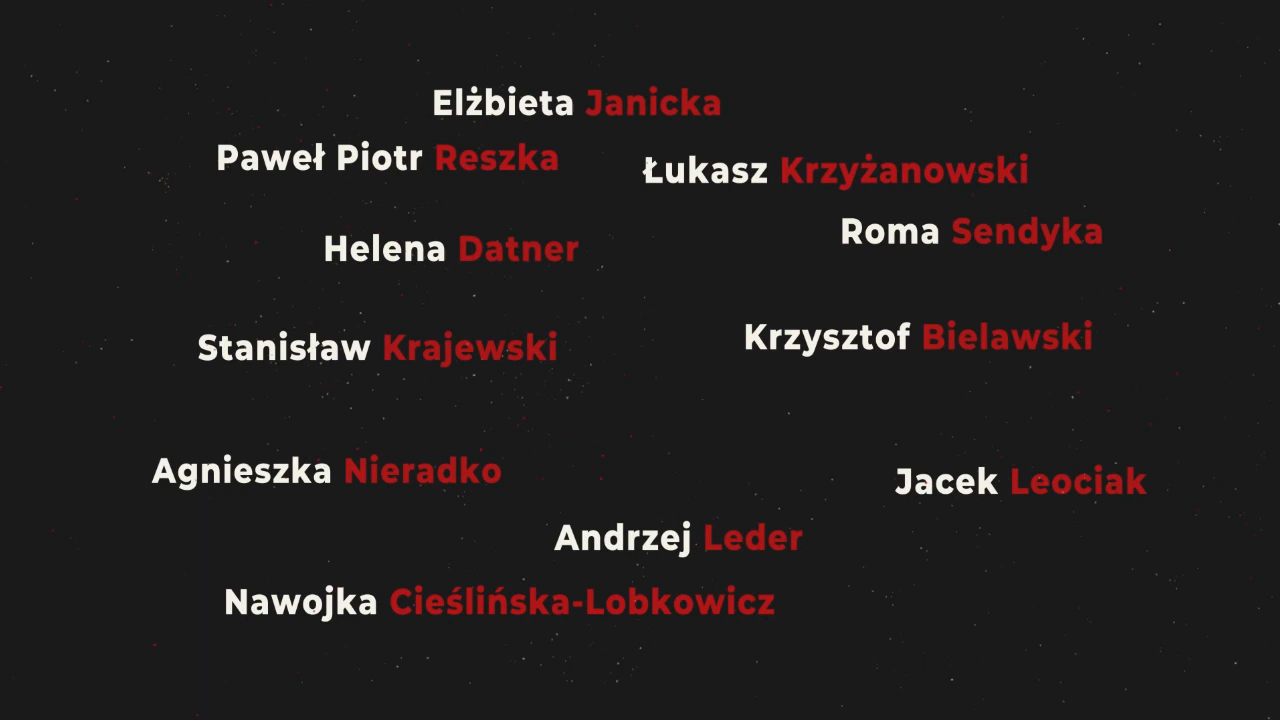 Elżbieta Janicka
Paweł Piotr Reszka
Łukasz Krzyżanowski
Roma Sendyka
Helena Datner
Krzysztof Bielawski
Stanisław Krajewski
Agnieszka Nieradko
Jacek Leociak
Andrzej Leder
Nawojka Cieślińska-Lobkowicz